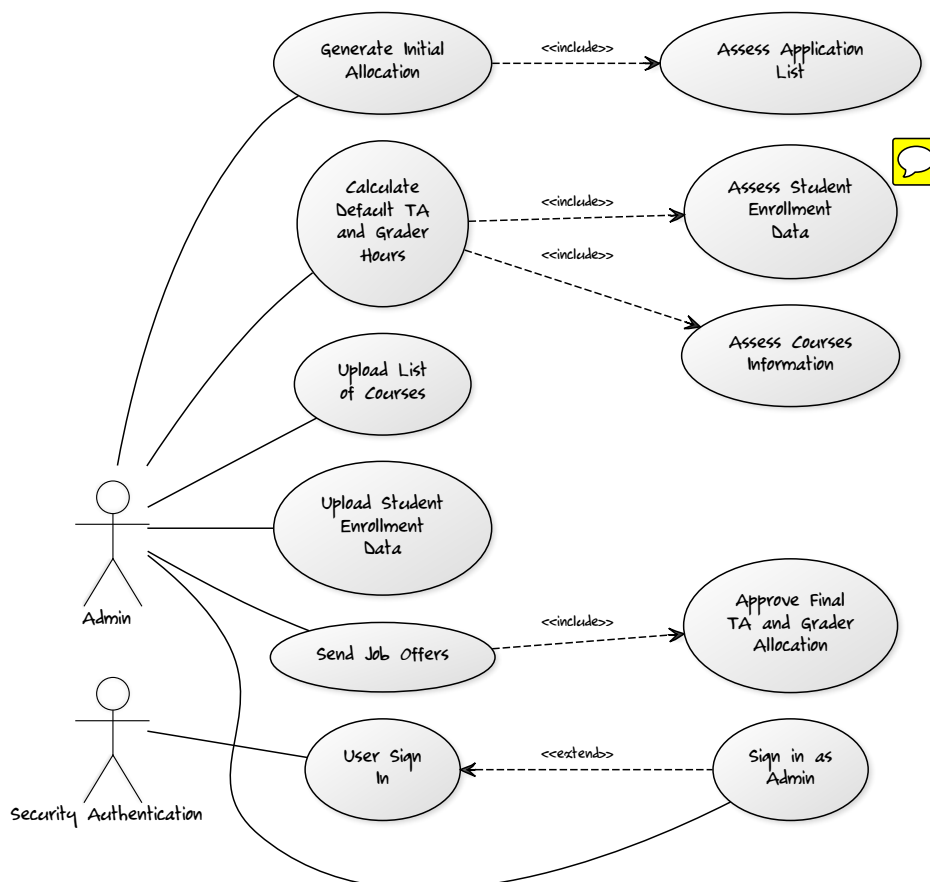 Generate Initial
Allocation
<<include>>
Assess Application
List
Calculate
Default TA
and Grader
Hours
<<include>>
Assess Student
Enrollment
Data
<<include>>
Assess Courses
Information
Upload List
of Courses
Upload Student
Enrollment
Data
Admin
Send Job Offers
<<include>>
Approve Final
TA and Grader
Allocation
Security Authentication
User Sign
In
<<extend>>
Sign in as
Admin